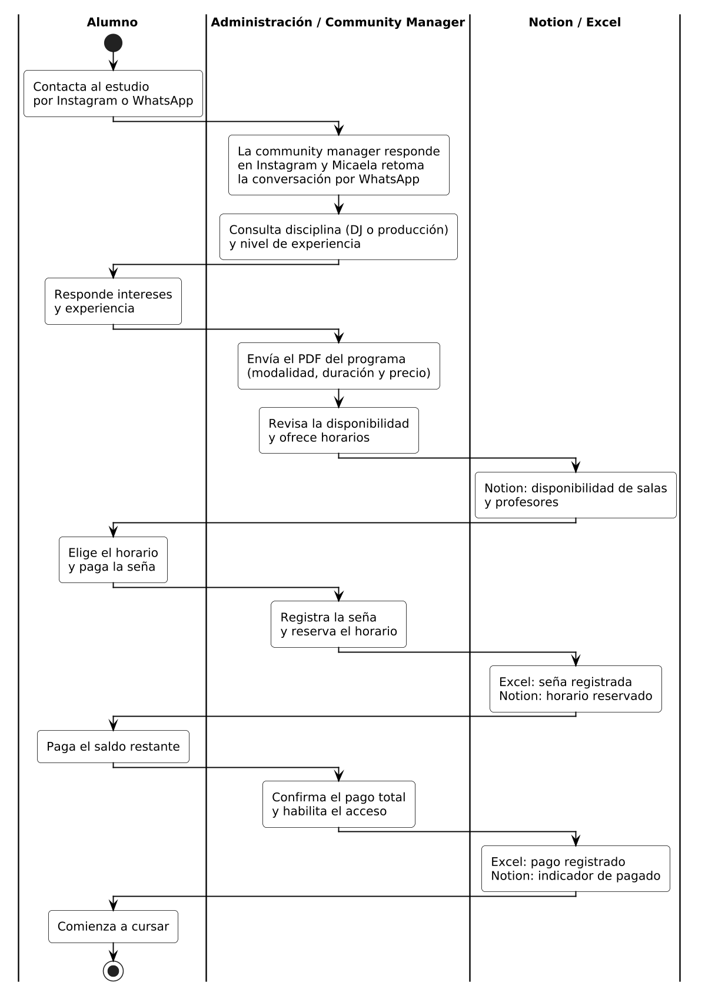 Alumno
Administración / Community Manager
Notion / Excel
Contacta al estudio
por Instagram o WhatsApp
La community manager responde
en Instagram y Micaela retoma
la conversación por WhatsApp
Consulta disciplina (DJ o producción)
y nivel de experiencia
Responde intereses
y experiencia
Envía el PDF del programa
(modalidad, duración y precio)
Revisa la disponibilidad
y ofrece horarios
Notion: disponibilidad de salas
y profesores
Elige el horario
y paga la seña
Registra la seña
y reserva el horario
Excel: seña registrada
Notion: horario reservado
Paga el saldo restante
Confirma el pago total
y habilita el acceso
Excel: pago registrado
Notion: indicador de pagado
Comienza a cursar